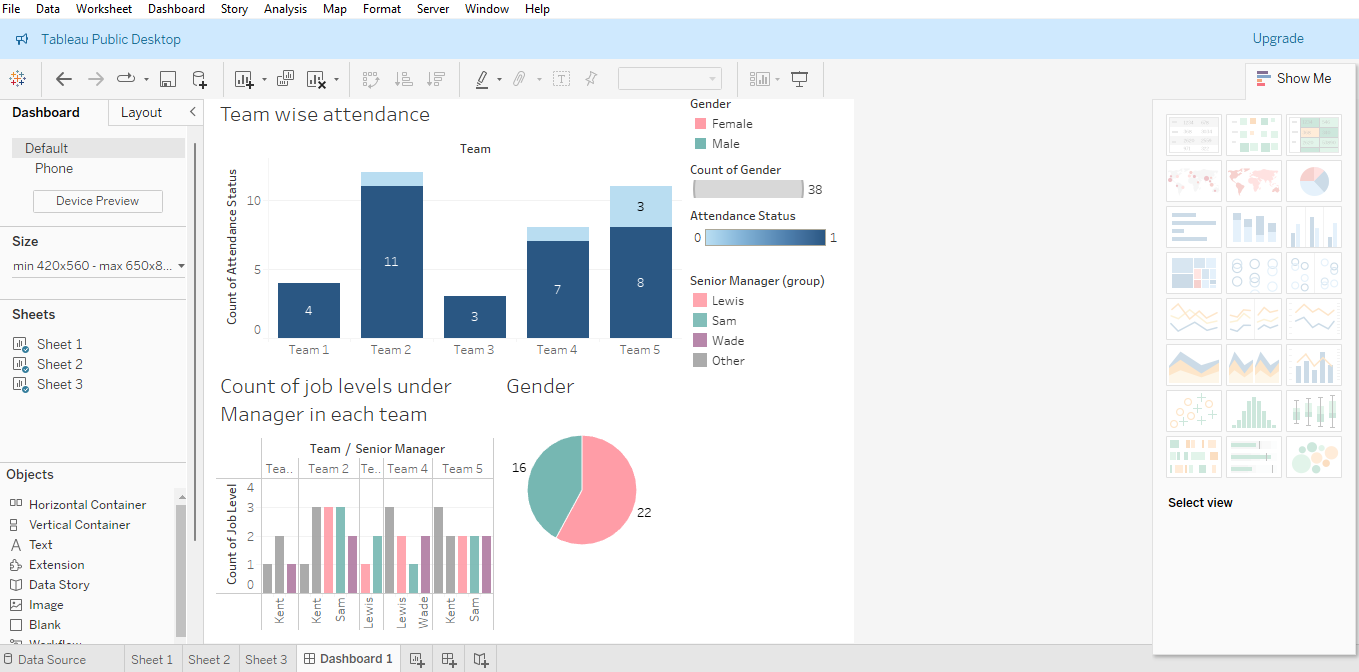 File Data Worksheet Dashboard Story Analysis Map Format Server Window Help
Tableau Public Desktop Upgrade
Show Me
Dashboard Layout
Default
Phone
Device Preview
Size
min 420x560 - max 650x8...
Sheets
Sheet 1
Sheet 2
Sheet 3
Objects
Horizontal Container
Vertical Container
Text
Extension
Data Story
Image
Blank
Team wise attendance
Team
Count of Attendance Status
10
5
0
4
11
3
7
3
8
Team 1 Team 2 Team 3 Team 4 Team 5
Gender
Female
Male
Count of Gender
38
Attendance Status
0 1
Senior Manager (group)
Lewis
Sam
Wade
Other
Count of job levels under
Manager in each team
Team / Senior Manager
Tea.. Team 2 Te.. Team 4 Team 5
Count of Job Level
4
3
2
1
0
Kent Kent Sam Lewis Lewis Wade Kent Sam
Gender
16
22
Select view
Data Source Sheet 1 Sheet 2 Sheet 3 Dashboard 1